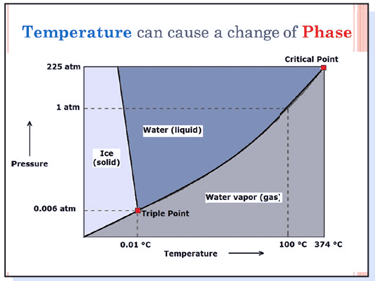 Temperature can cause a change of Phase
Critical Point
225 atm
1 atm
Water (liquid)
Ice
(solid)
Pressure
Water vapor (gas)
0.006 atm
Triple Point
0.01 °C
100 °C
374 °C
Temperature